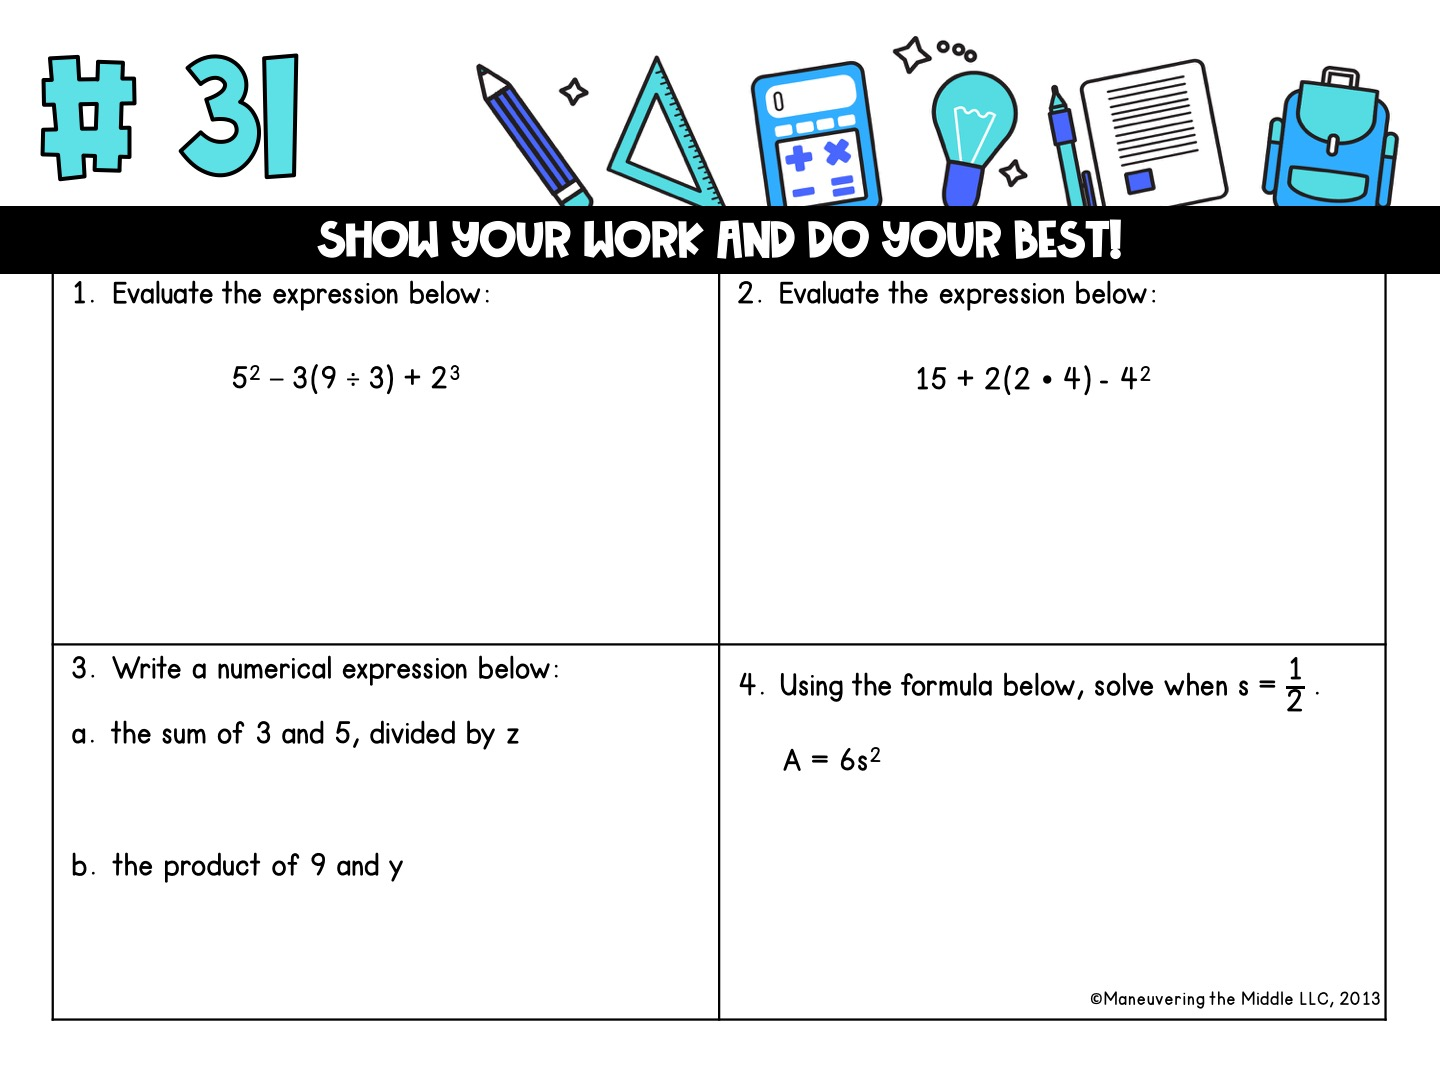 # 31
0
SHOW YOUR WORK AND DO YOUR BEST!
1. Evaluate the expression below:
5² – 3(9 ÷ 3) + 2³
2. Evaluate the expression below:
15 + 2(2 • 4) - 4²
3. Write a numerical expression below:
a. the sum of 3 and 5, divided by z
b. the product of 9 and y
4. Using the formula below, solve when s = 1/2 .
A = 6s²
©Maneuvering the Middle LLC, 2013